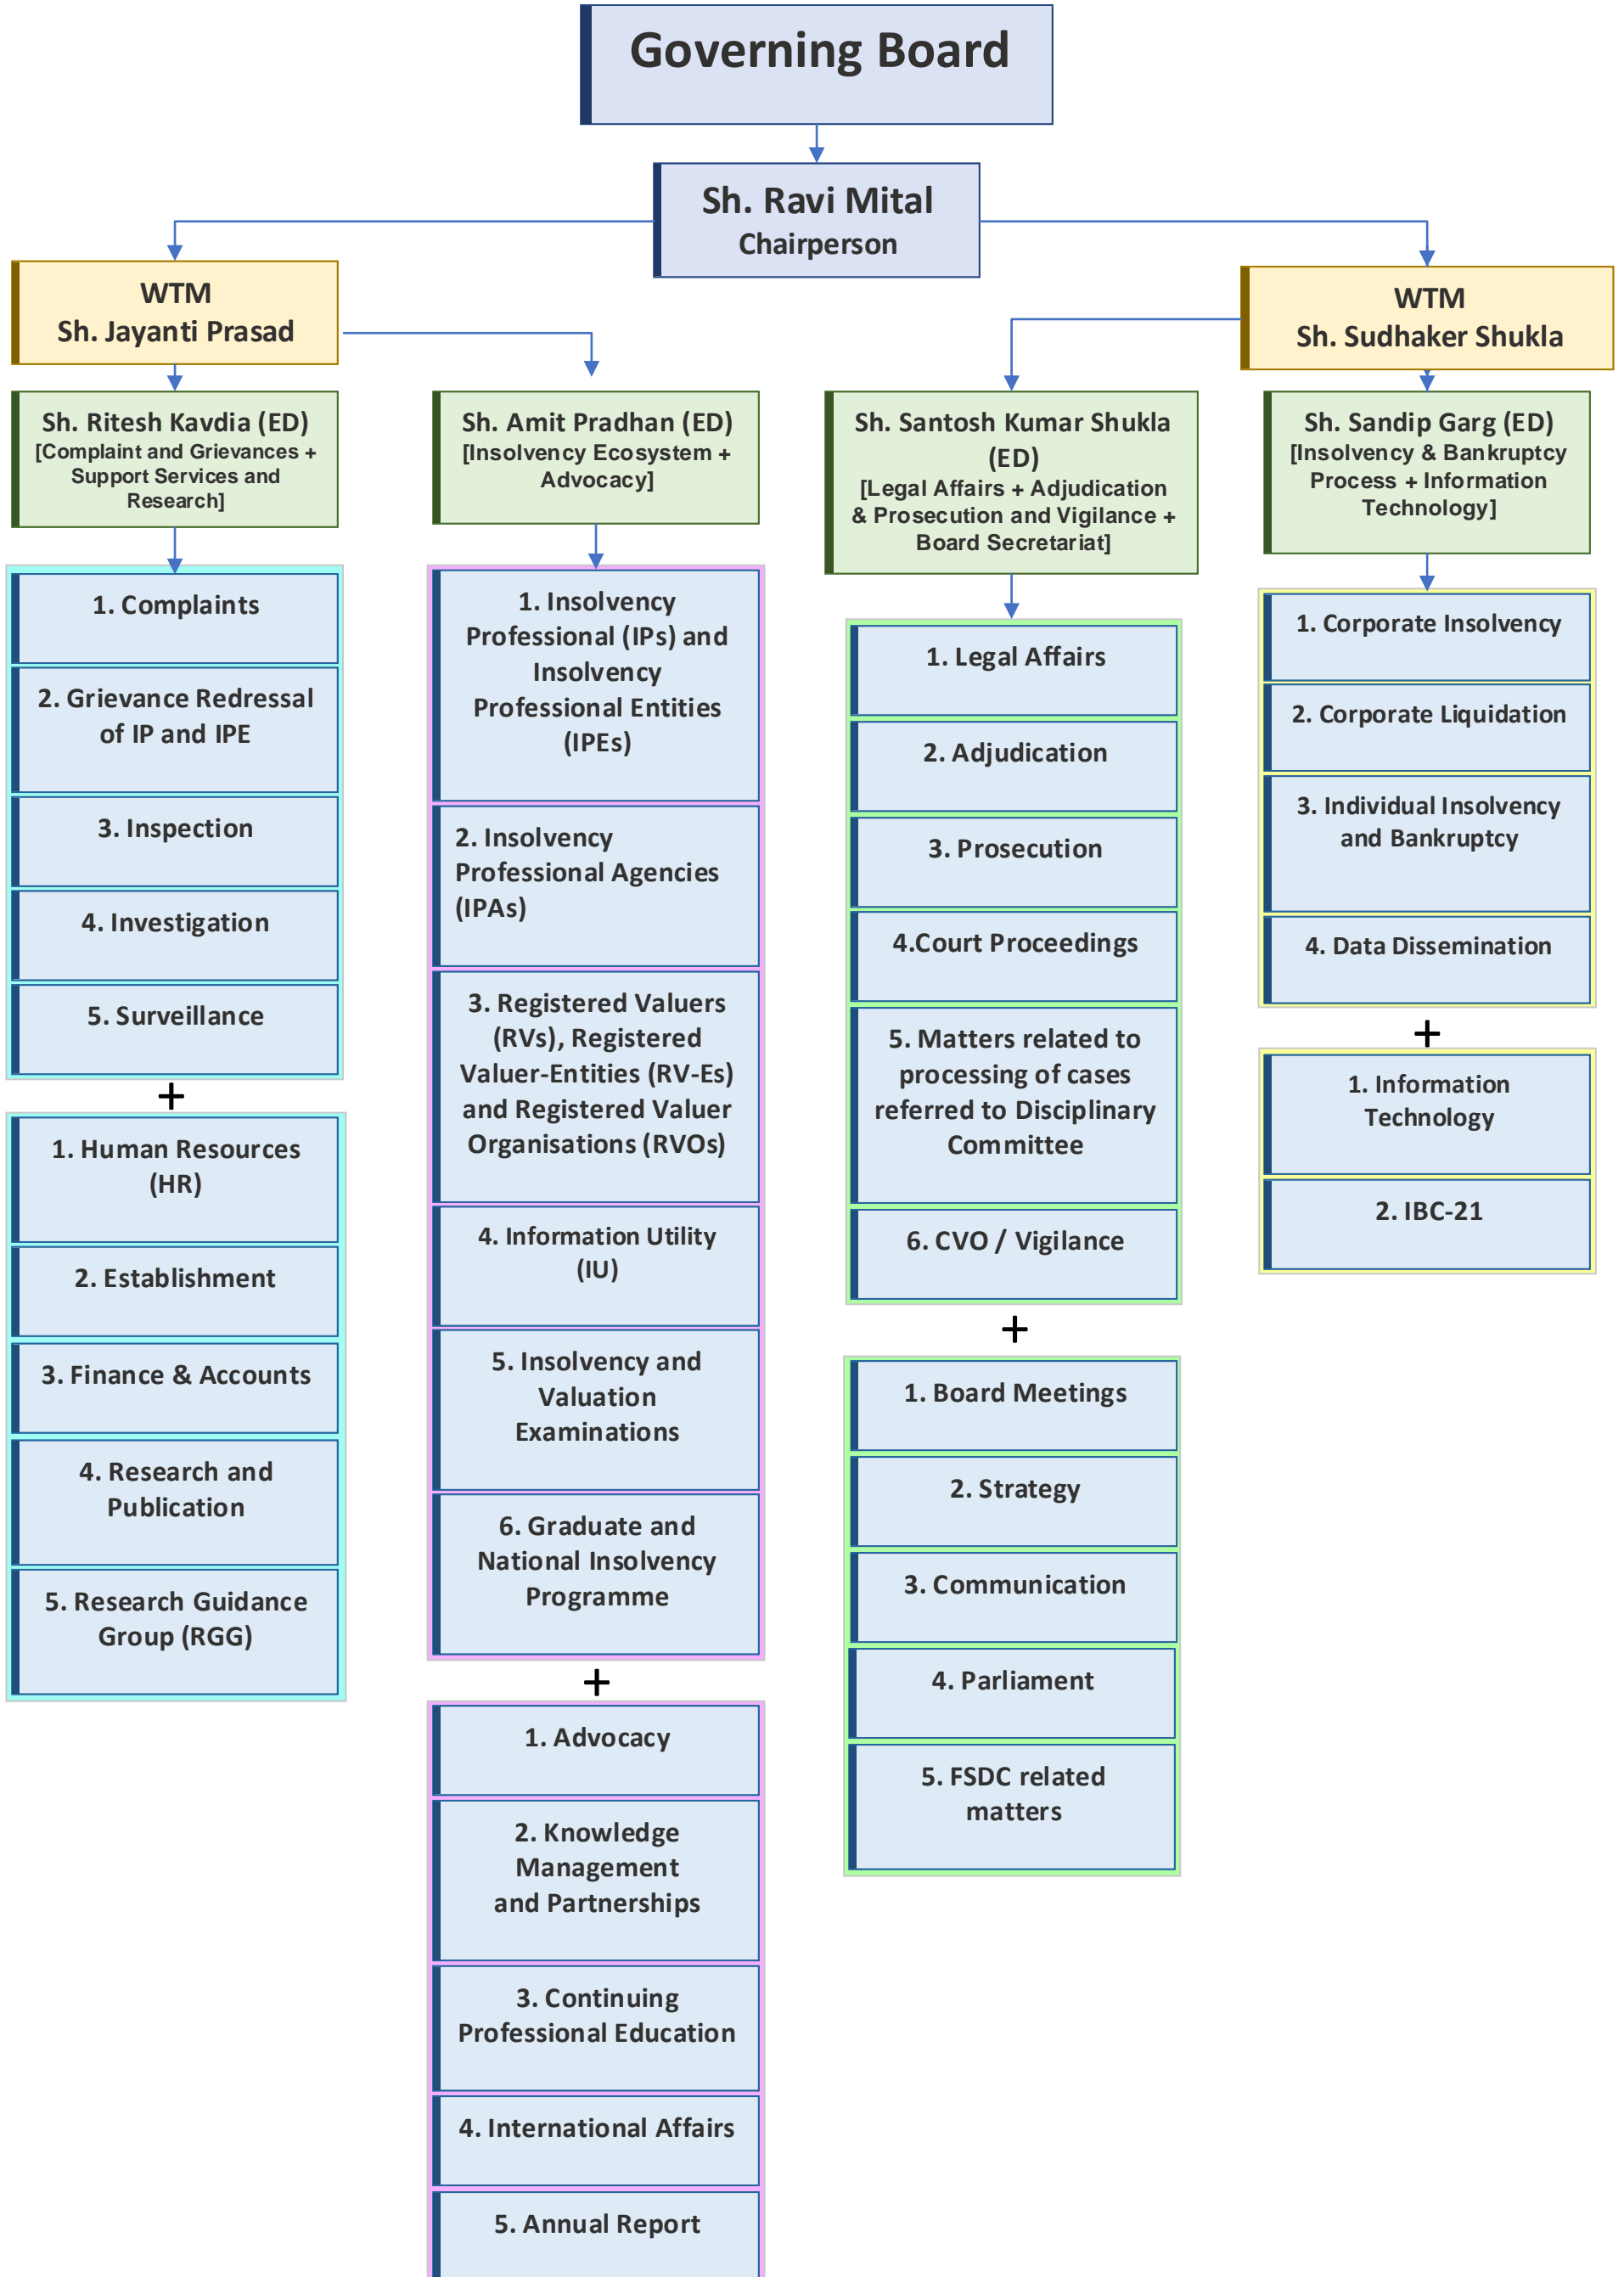 Governing Board
Sh. Ravi Mital
Chairperson
WTM
Sh. Jayanti Prasad
WTM
Sh. Sudhaker Shukla
Sh. Ritesh Kavdia (ED)
[Complaint and Grievances +
Support Services and
Research]
Sh. Amit Pradhan (ED)
[Insolvency Ecosystem +
Advocacy]
Sh. Santosh Kumar Shukla
(ED)
[Legal Affairs + Adjudication
& Prosecution and Vigilance +
Board Secretariat]
Sh. Sandip Garg (ED)
[Insolvency & Bankruptcy
Process + Information
Technology]
1. Complaints
2. Grievance Redressal
of IP and IPE
3. Inspection
4. Investigation
5. Surveillance
+
1. Human Resources
(HR)
2. Establishment
3. Finance & Accounts
4. Research and
Publication
5. Research Guidance
Group (RGG)
1. Insolvency
Professional (IPs) and
Insolvency
Professional Entities
(IPEs)
2. Insolvency
Professional Agencies
(IPAs)
3. Registered Valuers
(RVs), Registered
Valuer-Entities (RV-Es)
and Registered Valuer
Organisations (RVOs)
4. Information Utility
(IU)
5. Insolvency and
Valuation
Examinations
6. Graduate and
National Insolvency
Programme
+
1. Advocacy
2. Knowledge
Management
and Partnerships
3. Continuing
Professional Education
4. International Affairs
5. Annual Report
1. Legal Affairs
2. Adjudication
3. Prosecution
4.Court Proceedings
5. Matters related to
processing of cases
referred to Disciplinary
Committee
6. CVO / Vigilance
+
1. Board Meetings
2. Strategy
3. Communication
4. Parliament
5. FSDC related
matters
1. Corporate Insolvency
2. Corporate Liquidation
3. Individual Insolvency
and Bankruptcy
4. Data Dissemination
+
1. Information
Technology
2. IBC-21